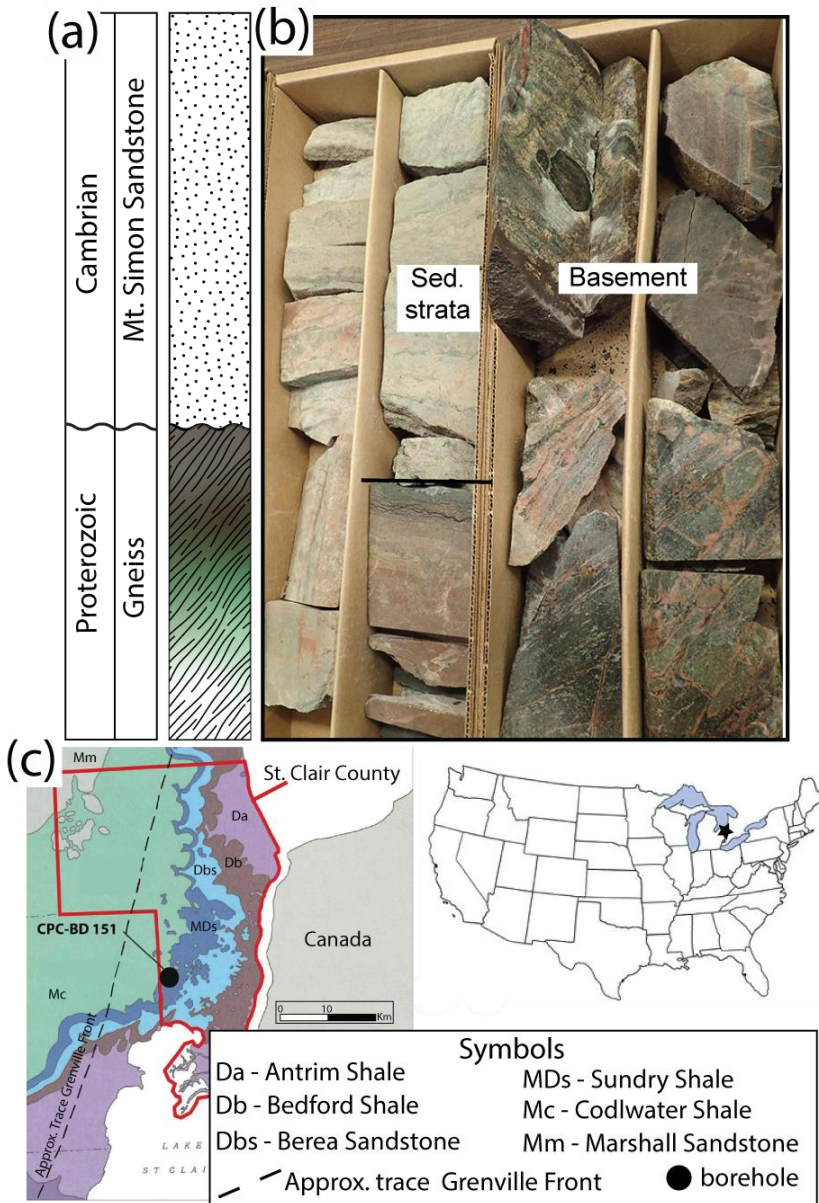 (a)
Cambrian
Mt. Simon Sandstone
Proterozoic
Gneiss
(b)
Sed.
strata
Basement
(c)
Mm
St. Clair County
Da
Db
Dbs
MDs
CPC-BD 151
Canada
Mc
0 10
Km
Approx. Trace Grenville Front
LAKE
ST CLAI
Symbols
Da - Antrim Shale
Db - Bedford Shale
Dbs - Berea Sandstone
MDs - Sundry Shale
Mc - Codlwater Shale
Mm - Marshall Sandstone
Approx. trace Grenville Front
borehole